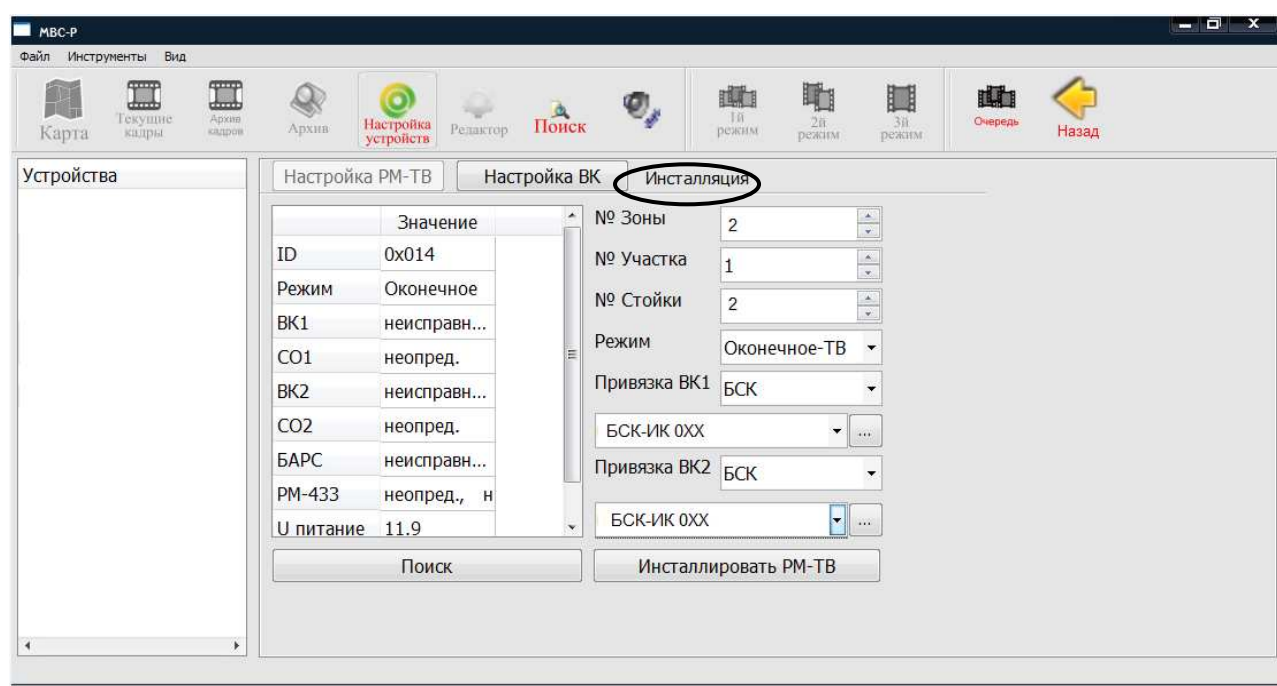 МВС-Р
Файл Инструменты Вид
Карта
Текущие кадры
Архив кадров
Архив
Настройка устройств
Редактор
Поиск
1й режим
2й режим
3й режим
Очередь
Назад
Устройства
Настройка РМ-ТВ Настройка ВК Инсталляция
Значение
ID 0x014
Режим Оконечное
ВК1 неисправн...
СО1 неопред.
ВК2 неисправн...
СО2 неопред.
БАРС неисправн...
РМ-433 неопред., н
U питание 11.9
Поиск
№ Зоны 2
№ Участка 1
№ Стойки 2
Режим Оконечное-ТВ
Привязка ВК1 БСК
БСК-ИК 0XX ...
Привязка ВК2 БСК
БСК-ИК 0XX ...
Инсталлировать РМ-ТВ